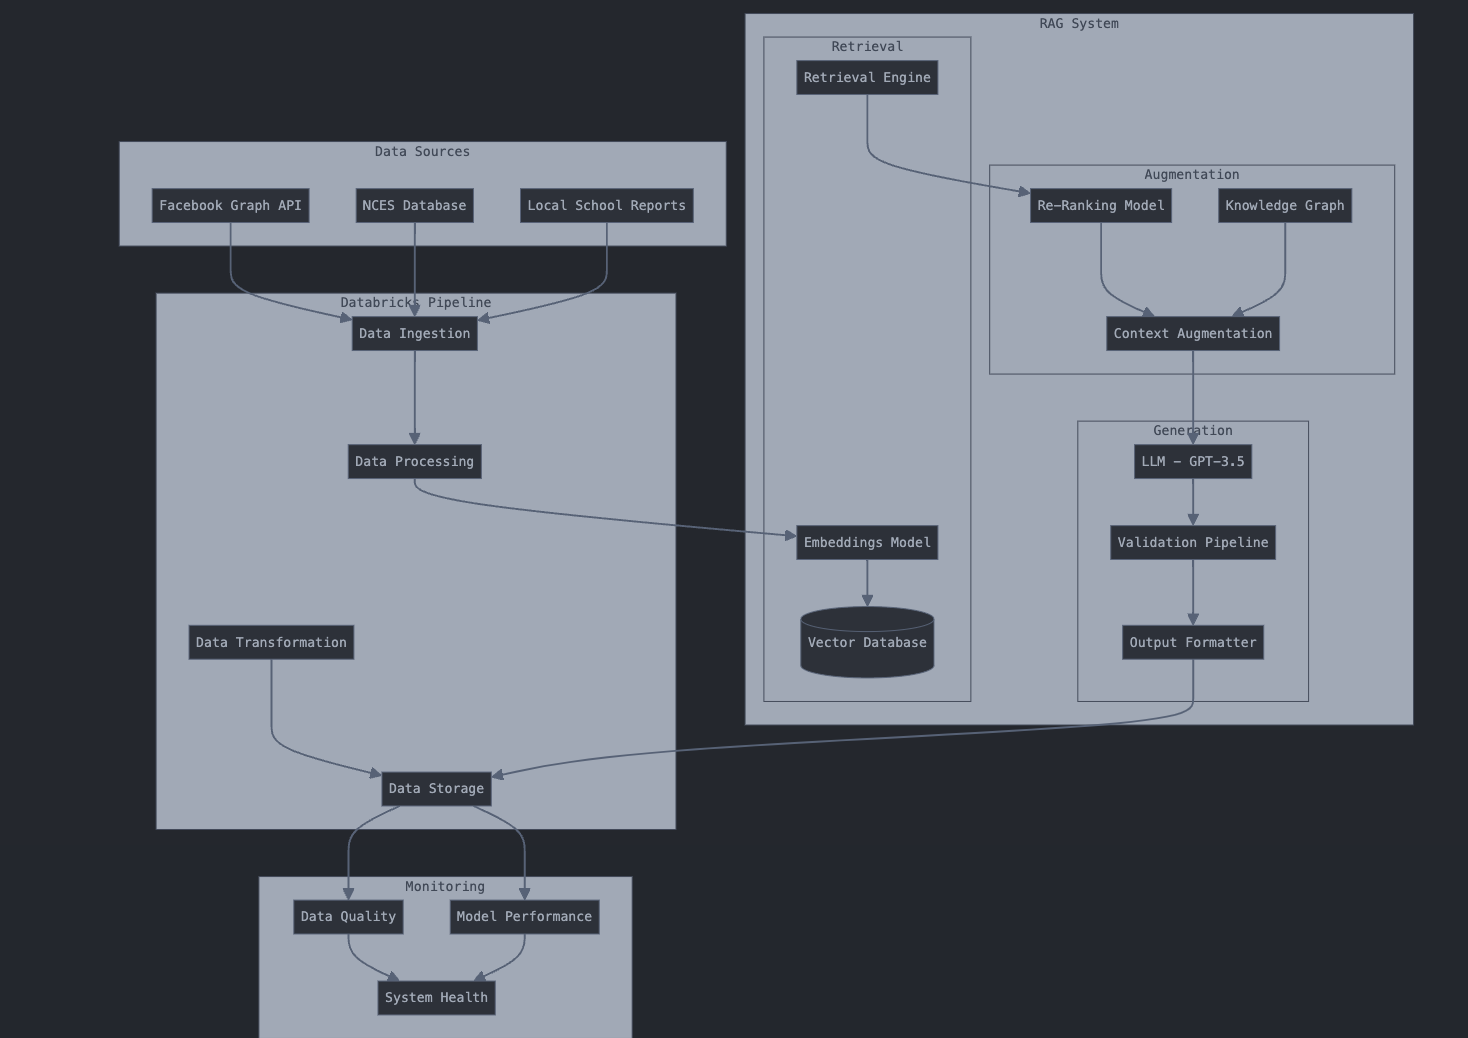 RAG System
Retrieval
Retrieval Engine
Data Sources
Facebook Graph API
NCES Database
Local School Reports
Augmentation
Re-Ranking Model
Knowledge Graph
Databricks Pipeline
Data Ingestion
Context Augmentation
Data Processing
Generation
LLM - GPT-3.5
Embeddings Model
Validation Pipeline
Data Transformation
Vector Database
Output Formatter
Data Storage
Monitoring
Data Quality
Model Performance
System Health